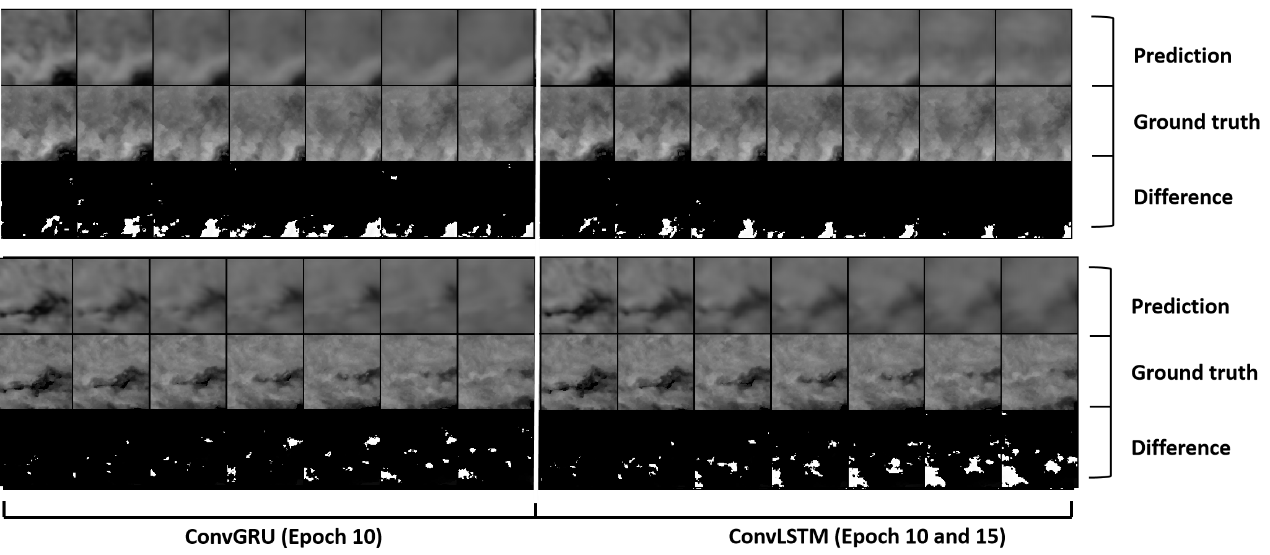 Prediction
Ground truth
Difference
Prediction
Ground truth
Difference
ConvGRU (Epoch 10)
ConvLSTM (Epoch 10 and 15)